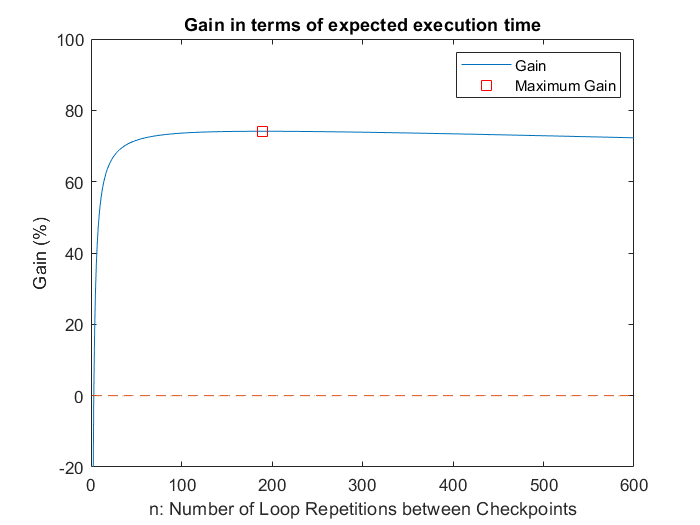 Gain in terms of expected execution time
100
80
60
40
20
0
-20
Gain (%)
Gain
Maximum Gain
0 100 200 300 400 500 600
n: Number of Loop Repetitions between Checkpoints